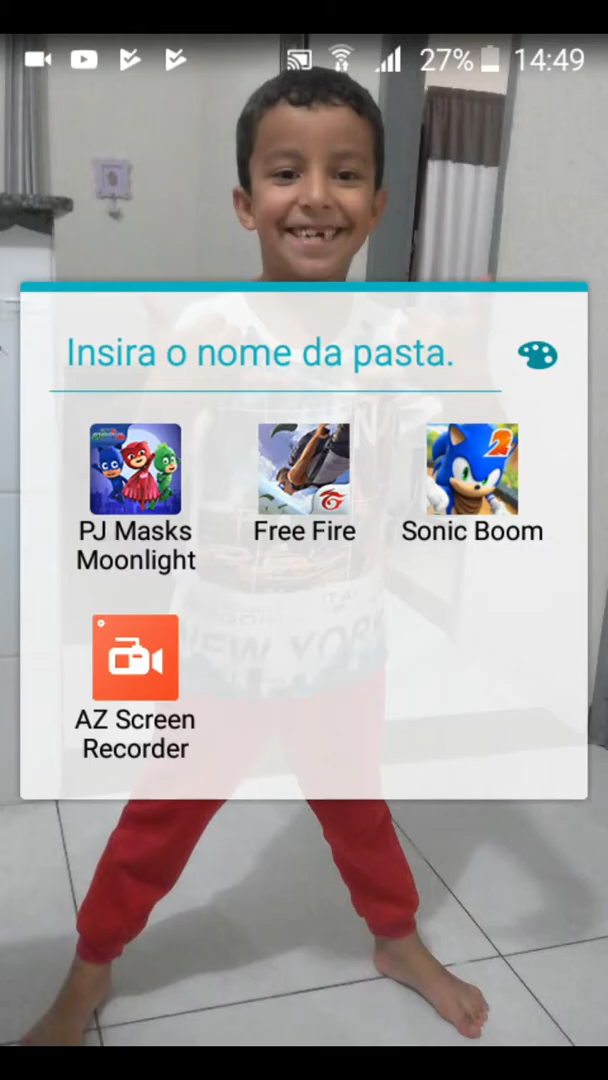 27% 14:49
Insira o nome da pasta.
PJ Masks
Moonlight
Free Fire
Sonic Boom
2
AZ Screen
Recorder
NEW YORK